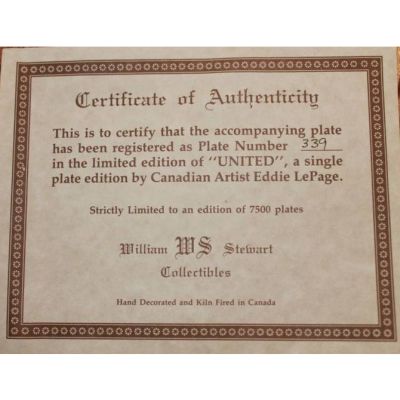 Certificate of Authenticity
This is to certify that the accompanying plate
has been registered as Plate Number 339
in the limited edition of "UNITED", a single
plate edition by Canadian Artist Eddie LePage.
Strictly Limited to an edition of 7500 plates
William WS Stewart
Collectibles
Hand Decorated and Kiln Fired in Canada